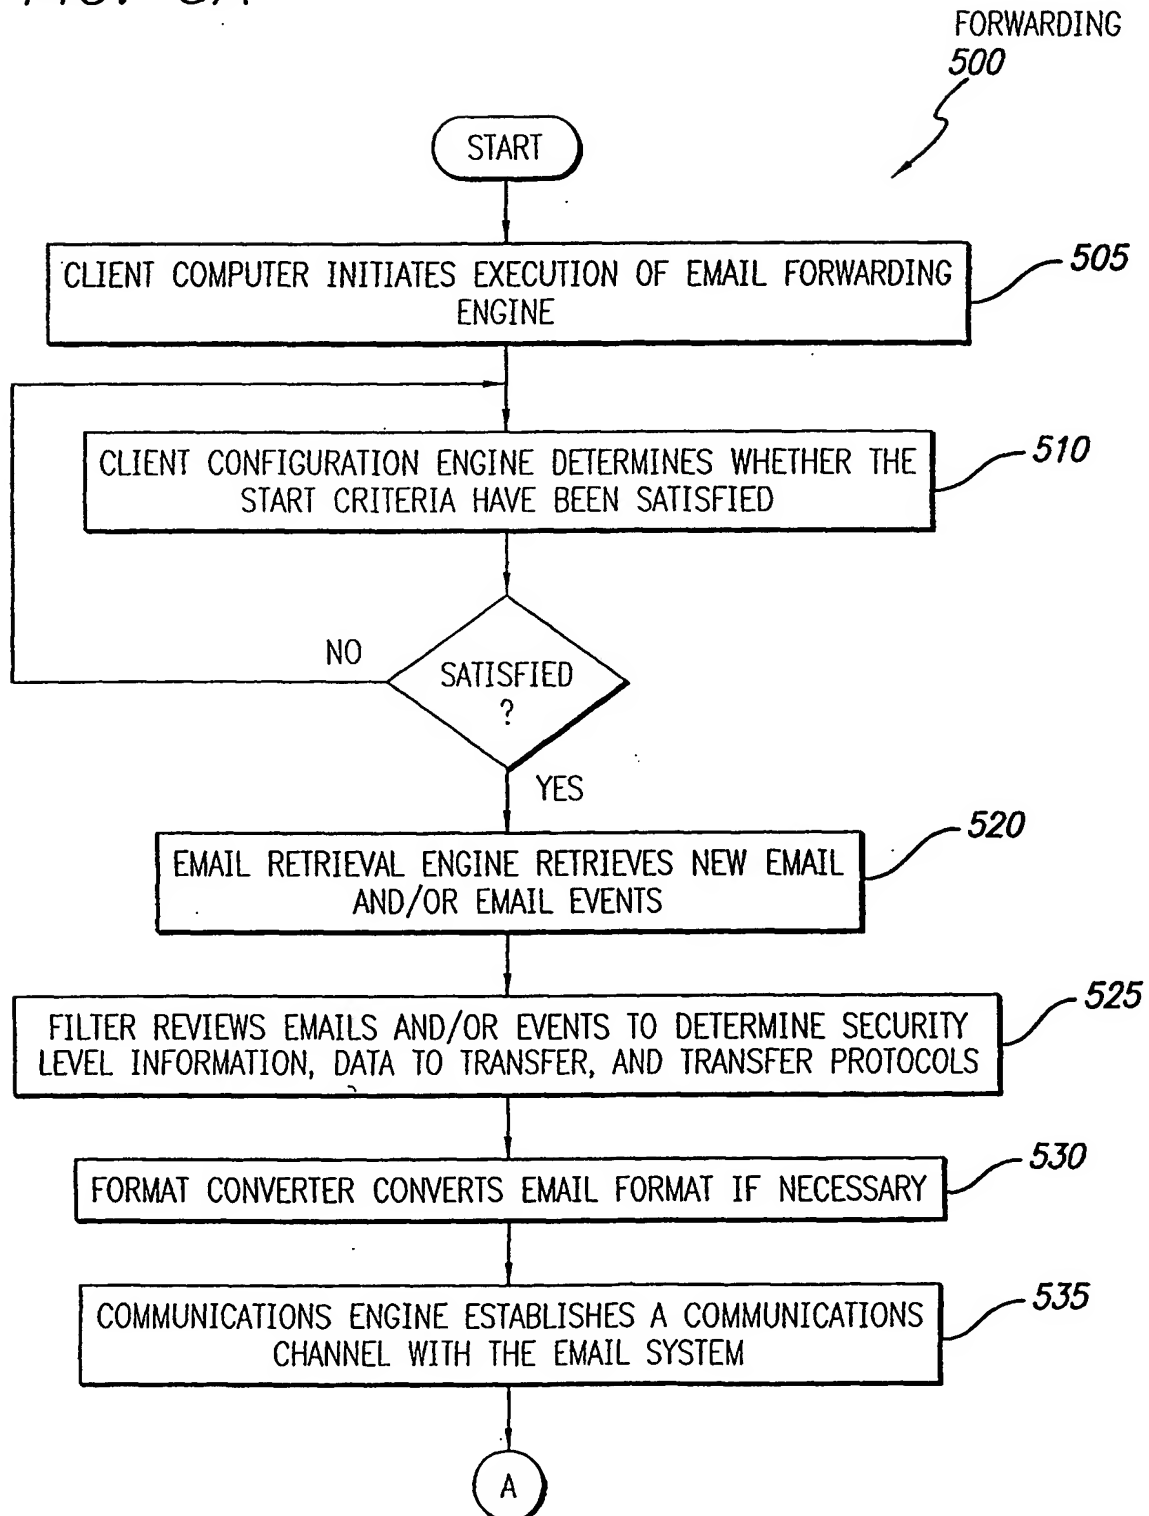 FORWARDING
500
START
CLIENT COMPUTER INITIATES EXECUTION OF EMAIL FORWARDING
ENGINE
505
CLIENT CONFIGURATION ENGINE DETERMINES WHETHER THE
START CRITERIA HAVE BEEN SATISFIED
510
NO
SATISFIED
?
YES
EMAIL RETRIEVAL ENGINE RETRIEVES NEW EMAIL
AND/OR EMAIL EVENTS
520
FILTER REVIEWS EMAILS AND/OR EVENTS TO DETERMINE SECURITY
LEVEL INFORMATION, DATA TO TRANSFER, AND TRANSFER PROTOCOLS
525
FORMAT CONVERTER CONVERTS EMAIL FORMAT IF NECESSARY
530
COMMUNICATIONS ENGINE ESTABLISHES A COMMUNICATIONS
CHANNEL WITH THE EMAIL SYSTEM
535
A